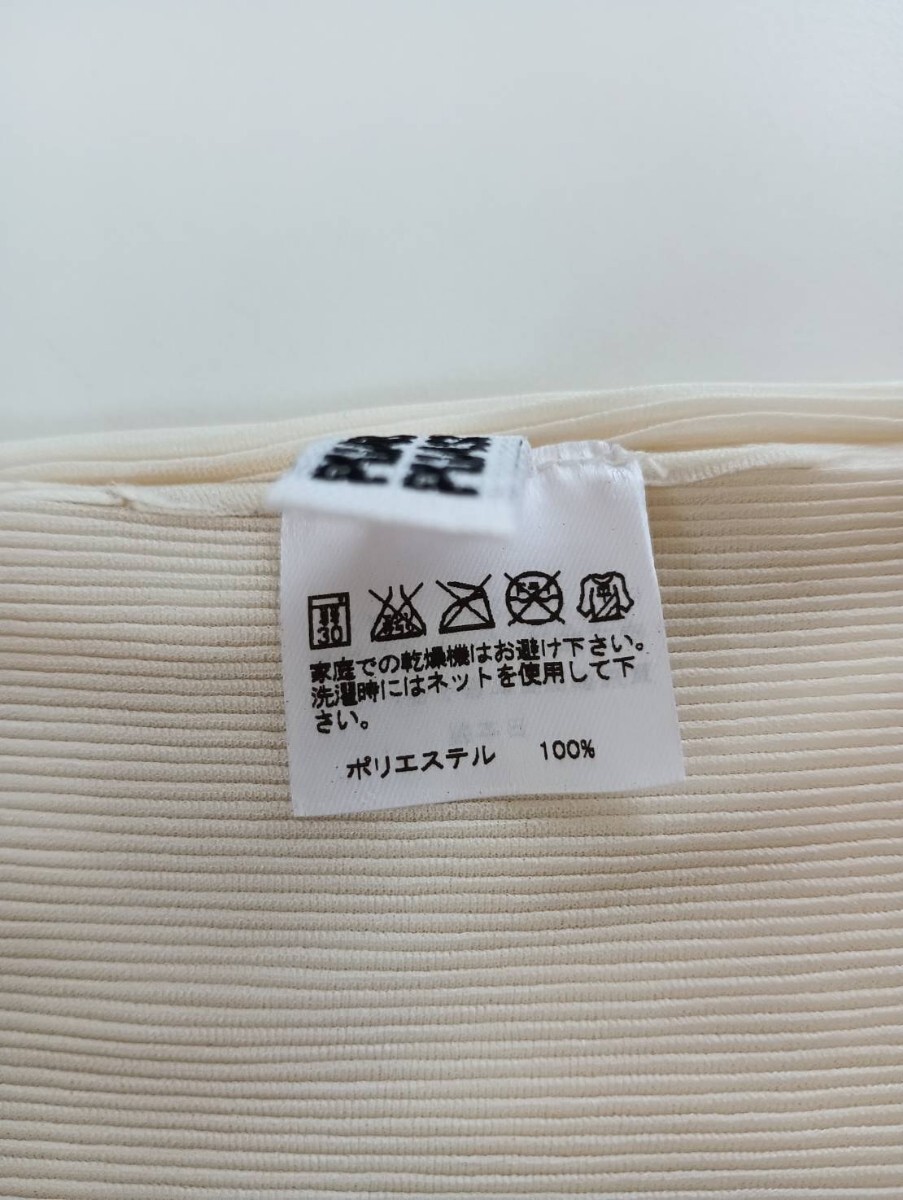 30
家庭での乾燥機はお避け下さい。
洗濯時にはネットを使用して下
さい。
ポリエステル 100%